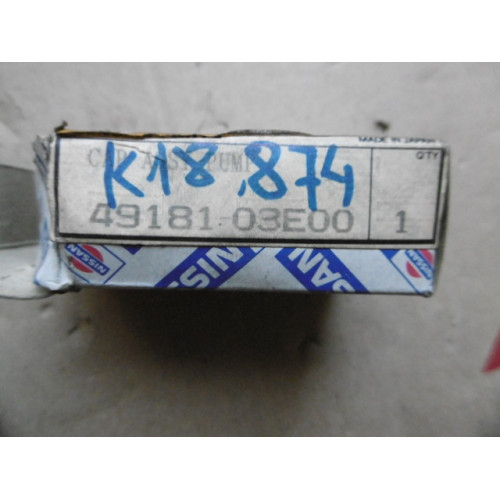 MADE IN JAPAN
CAP ASSY PUMP
QTY
K18.874
49181-03E00
1
NISSAN
NISSAN
NISSAN
NISSAN